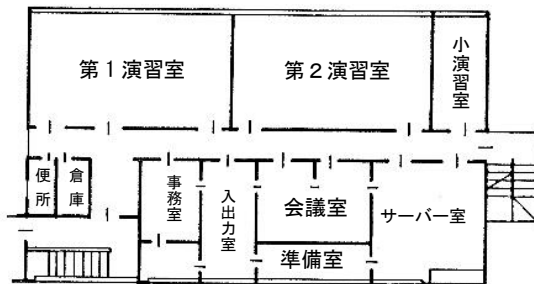 第１演習室
第２演習室
小演習室
便所
倉庫
事務室
入出力室
会議室
サーバー室
準備室